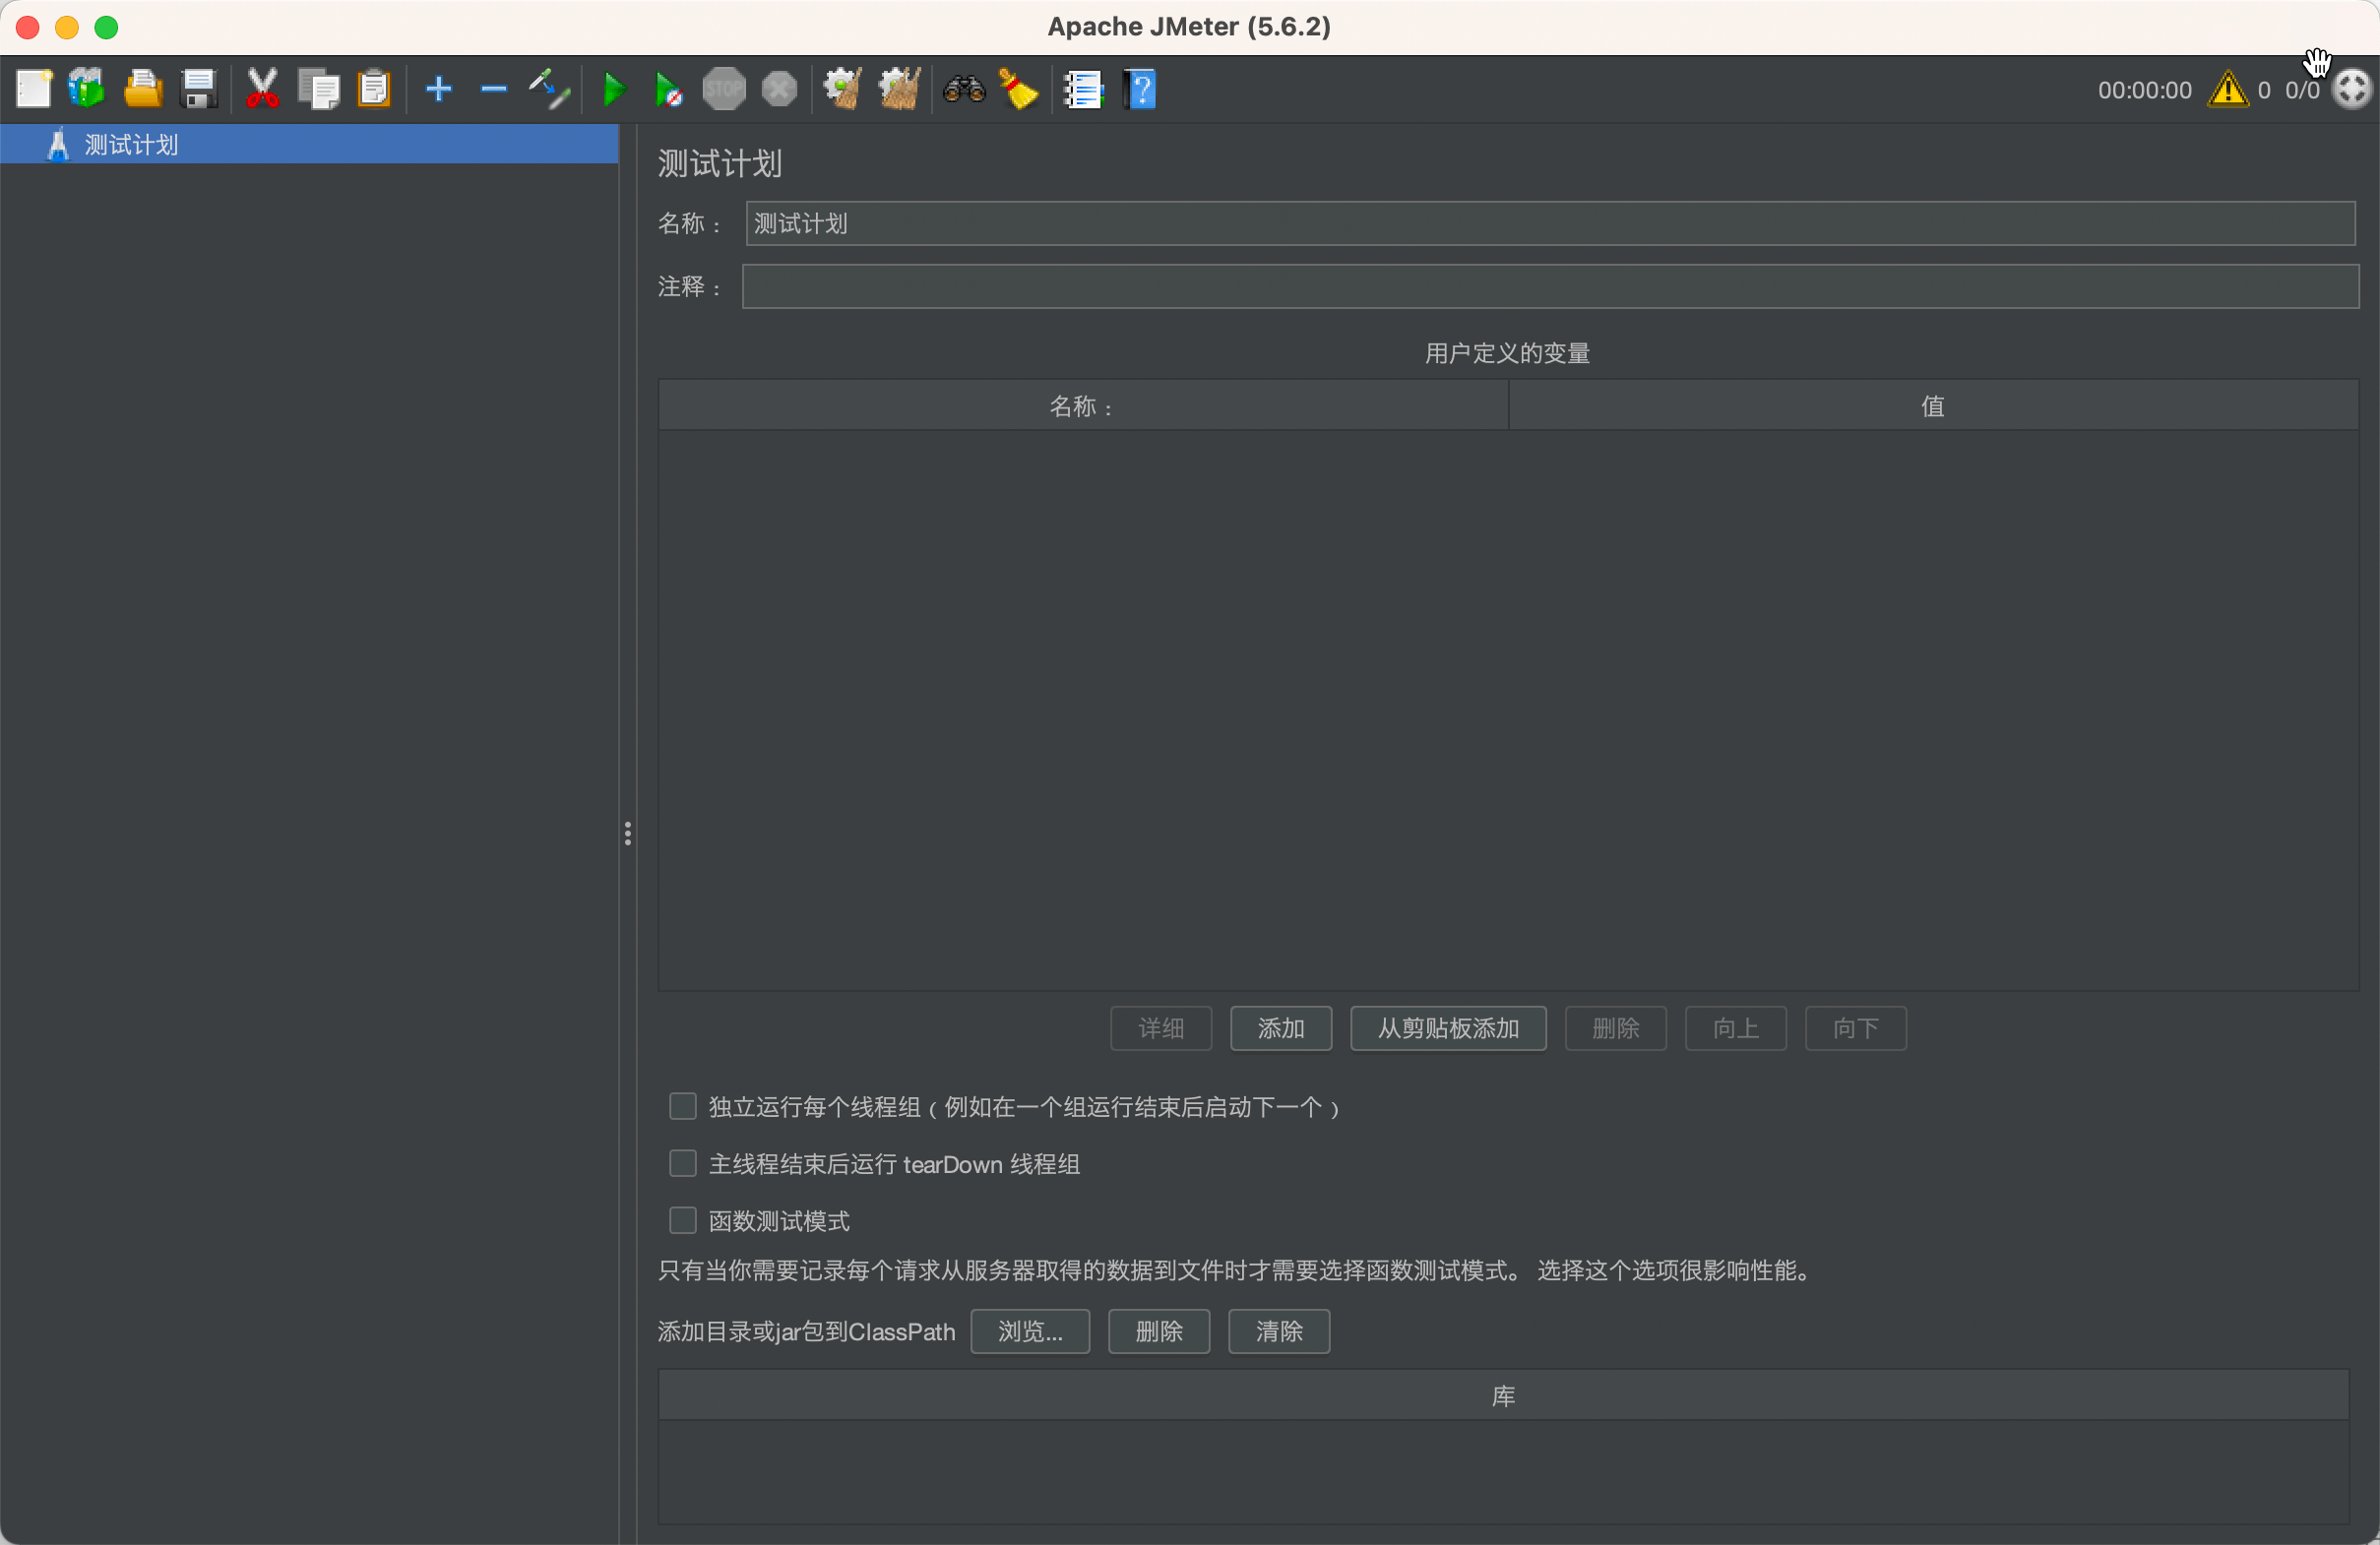 Apache JMeter (5.6.2)
STOP
00:00:00 0 0/0
测试计划
测试计划
名称： 测试计划
注释：
用户定义的变量
名称： 值
详细 添加 从剪贴板添加 删除 向上 向下
独立运行每个线程组（例如在一个组运行结束后启动下一个）
主线程结束后运行 tearDown 线程组
函数测试模式
只有当你需要记录每个请求从服务器取得的数据到文件时才需要选择函数测试模式。 选择这个选项很影响性能。
添加目录或jar包到ClassPath 浏览... 删除 清除
库